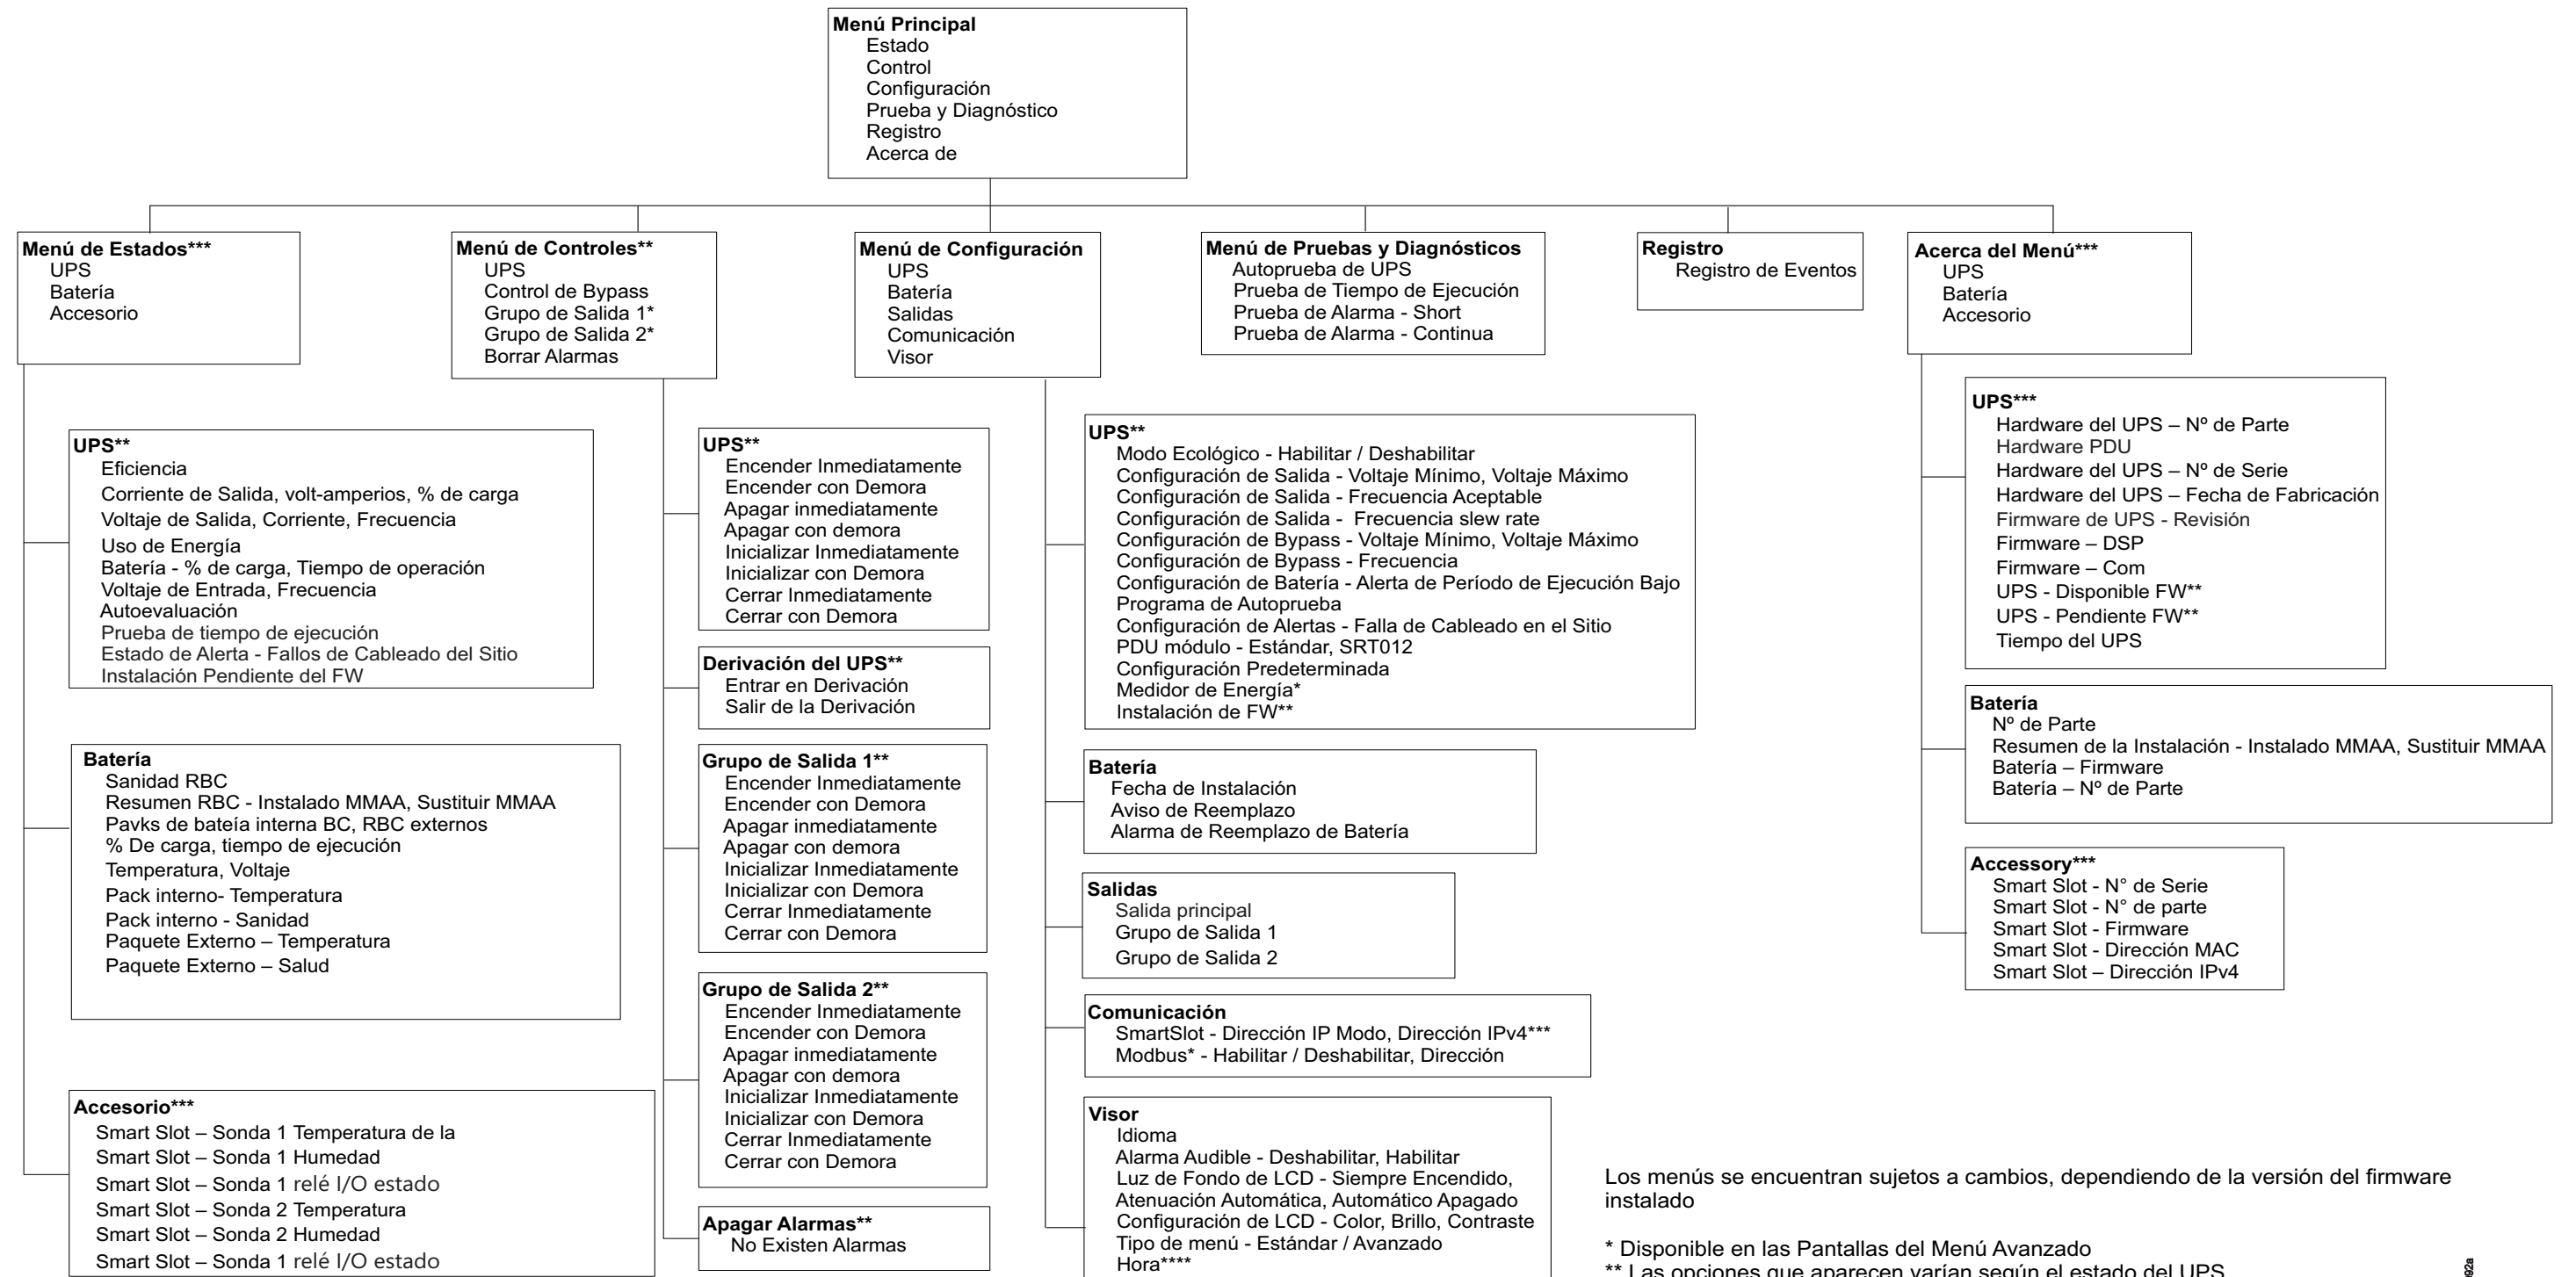 Menú Principal
Estado
Control
Configuración
Prueba y Diagnóstico
Registro
Acerca de
Menú de Estados***
UPS
Batería
Accesorio
UPS**
Eficiencia
Corriente de Salida, volt-amperios, % de carga
Voltaje de Salida, Corriente, Frecuencia
Uso de Energía
Batería - % de carga, Tiempo de operación
Voltaje de Entrada, Frecuencia
Autoevaluación
Prueba de tiempo de ejecución
Estado de Alerta - Fallos de Cableado del Sitio
Instalación Pendiente del FW
Batería
Sanidad RBC
Resumen RBC - Instalado MMAA, Sustituir MMAA
Pavks de bateía interna BC, RBC externos
% De carga, tiempo de ejecución
Temperatura, Voltaje
Pack interno- Temperatura
Pack interno - Sanidad
Paquete Externo – Temperatura
Paquete Externo – Salud
Accesorio***
Smart Slot – Sonda 1 Temperatura de la
Smart Slot – Sonda 1 Humedad
Smart Slot – Sonda 1 relé I/O estado
Smart Slot – Sonda 2 Temperatura
Smart Slot – Sonda 2 Humedad
Smart Slot – Sonda 1 relé I/O estado
Menú de Controles**
UPS
Control de Bypass
Grupo de Salida 1*
Grupo de Salida 2*
Borrar Alarmas
UPS**
Encender Inmediatamente
Encender con Demora
Apagar inmediatamente
Apagar con demora
Inicializar Inmediatamente
Inicializar con Demora
Cerrar Inmediatamente
Cerrar con Demora
Derivación del UPS**
Entrar en Derivación
Salir de la Derivación
Grupo de Salida 1**
Encender Inmediatamente
Encender con Demora
Apagar inmediatamente
Apagar con demora
Inicializar Inmediatamente
Inicializar con Demora
Cerrar Inmediatamente
Cerrar con Demora
Grupo de Salida 2**
Encender Inmediatamente
Encender con Demora
Apagar inmediatamente
Apagar con demora
Inicializar Inmediatamente
Inicializar con Demora
Cerrar Inmediatamente
Cerrar con Demora
Apagar Alarmas**
No Existen Alarmas
Menú de Configuración
UPS
Batería
Salidas
Comunicación
Visor
UPS**
Modo Ecológico - Habilitar / Deshabilitar
Configuración de Salida - Voltaje Mínimo, Voltaje Máximo
Configuración de Salida - Frecuencia Aceptable
Configuración de Salida - Frecuencia slew rate
Configuración de Bypass - Voltaje Mínimo, Voltaje Máximo
Configuración de Bypass - Frecuencia
Configuración de Batería - Alerta de Período de Ejecución Bajo
Programa de Autoprueba
Configuración de Alertas - Falla de Cableado en el Sitio
PDU módulo - Estándar, SRT012
Configuración Predeterminada
Medidor de Energía*
Instalación de FW**
Batería
Fecha de Instalación
Aviso de Reemplazo
Alarma de Reemplazo de Batería
Salidas
Salida principal
Grupo de Salida 1
Grupo de Salida 2
Comunicación
SmartSlot - Dirección IP Modo, Dirección IPv4***
Modbus* - Habilitar / Deshabilitar, Dirección
Visor
Idioma
Alarma Audible - Deshabilitar, Habilitar
Luz de Fondo de LCD - Siempre Encendido,
Atenuación Automática, Automático Apagado
Configuración de LCD - Color, Brillo, Contraste
Tipo de menú - Estándar / Avanzado
Hora****
Menú de Pruebas y Diagnósticos
Autoprueba de UPS
Prueba de Tiempo de Ejecución
Prueba de Alarma - Short
Prueba de Alarma - Continua
Registro
Registro de Eventos
Acerca del Menú***
UPS
Batería
Accesorio
UPS***
Hardware del UPS – Nº de Parte
Hardware PDU
Hardware del UPS – Nº de Serie
Hardware del UPS – Fecha de Fabricación
Firmware de UPS - Revisión
Firmware – DSP
Firmware – Com
UPS - Disponible FW**
UPS - Pendiente FW**
Tiempo del UPS
Batería
Nº de Parte
Resumen de la Instalación - Instalado MMAA, Sustituir MMAA
Batería – Firmware
Batería – Nº de Parte
Accessory***
Smart Slot - N° de Serie
Smart Slot - N° de parte
Smart Slot - Firmware
Smart Slot - Dirección MAC
Smart Slot – Dirección IPv4
Los menús se encuentran sujetos a cambios, dependiendo de la versión del firmware
instalado
* Disponible en las Pantallas del Menú Avanzado
** Las opciones que aparecen varían según el estado del UPS